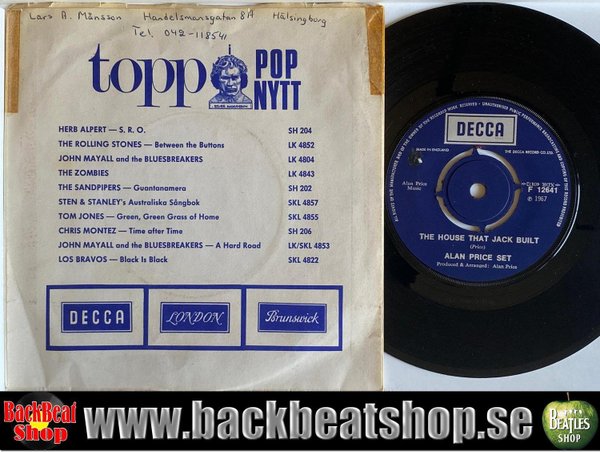 Lars A. Månsson Handelsmansgatan 8A Hälsingborg
Tel. 042-118541
topp POP
NYTT
HERB ALPERT — S. R. O. SH 204
THE ROLLING STONES — Between the Buttons LK 4852
JOHN MAYALL and the BLUESBREAKERS LK 4804
THE ZOMBIES LK 4843
THE SANDPIPERS — Guantanamera SH 202
STEN & STANLEY's Australiska Sångbok SKL 4857
TOM JONES — Green, Green Grass of Home SKL 4855
CHRIS MONTEZ — Time after Time SH 206
JOHN MAYALL and the BLUESBREAKERS — A Hard Road LK/SKL 4853
LOS BRAVOS — Black Is Black SKL 4822
DECCA LONDON Brunswick
DECCA
MADE IN ENGLAND THE DECCA RECORD CO. LTD.
Alan Price
Music
F 12641
℗ 1967
THE HOUSE THAT JACK BUILT
(Price)
ALAN PRICE SET
Produced & Arranged: Alan Price
BackBeat
Shop
www.backbeatshop.se
BEATLES
SHOP